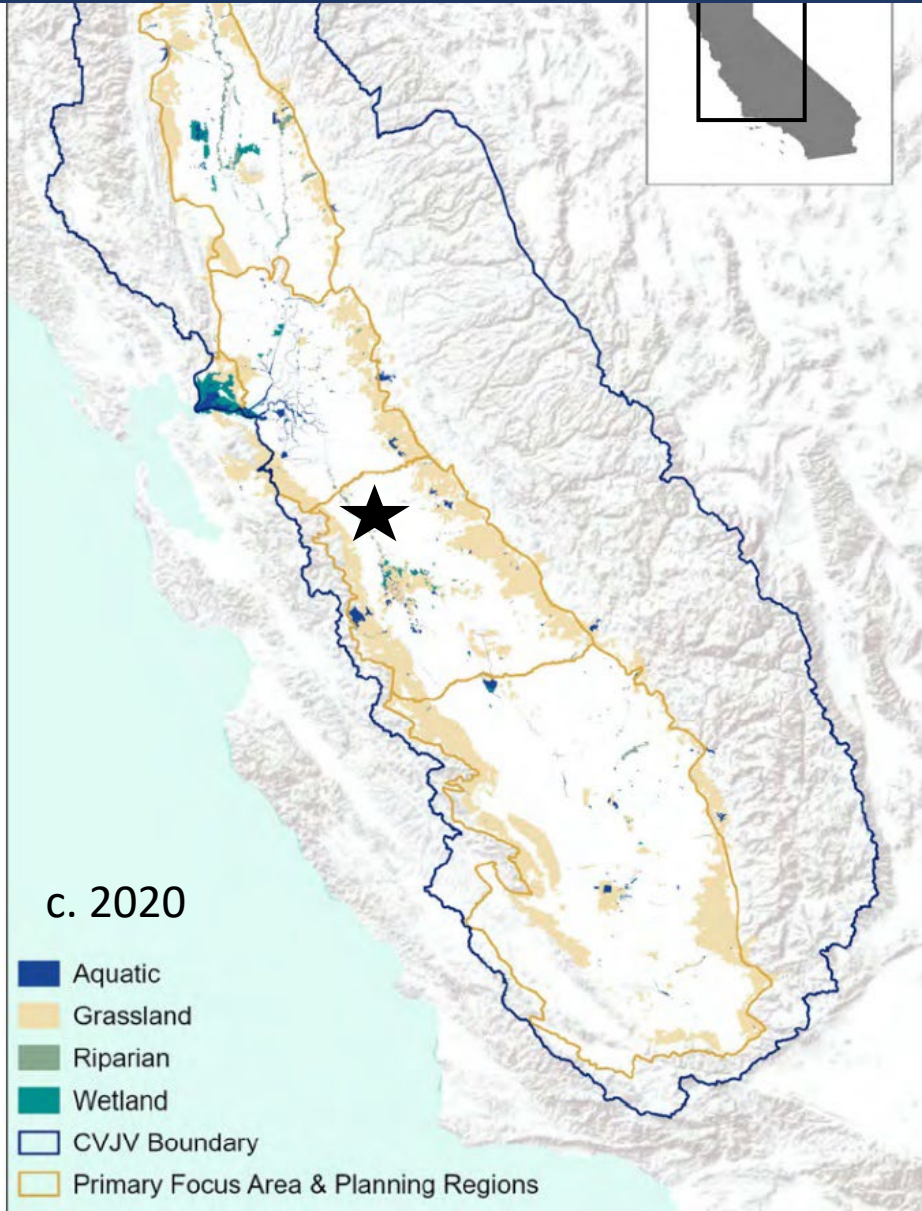 c. 2020
Aquatic
Grassland
Riparian
Wetland
CVJV Boundary
Primary Focus Area & Planning Regions